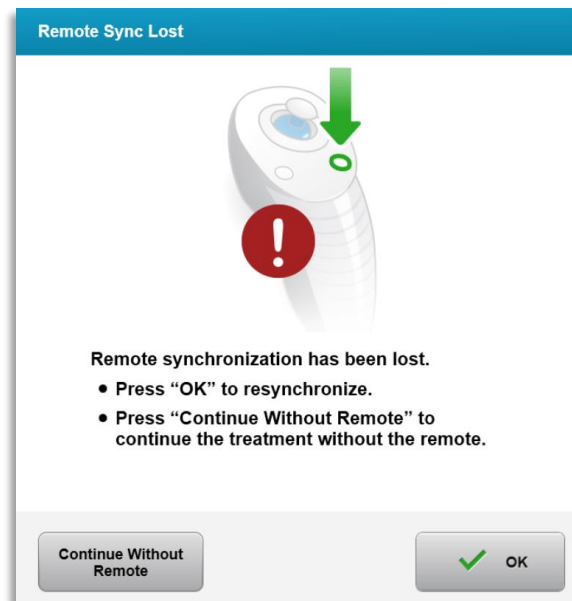 Remote Sync Lost
Remote synchronization has been lost.
• Press “OK” to resynchronize.
• Press “Continue Without Remote” to
continue the treatment without the remote.
Continue Without
Remote
OK